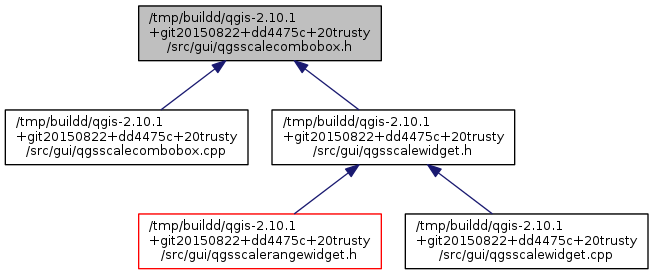 /tmp/buildd/qgis-2.10.1
+git20150822+dd4475c+20trusty
/src/gui/qgsscalecombobox.h
/tmp/buildd/qgis-2.10.1
+git20150822+dd4475c+20trusty
/src/gui/qgsscalecombobox.cpp
/tmp/buildd/qgis-2.10.1
+git20150822+dd4475c+20trusty
/src/gui/qgsscalewidget.h
/tmp/buildd/qgis-2.10.1
+git20150822+dd4475c+20trusty
/src/gui/qgsscalerangewidget.h
/tmp/buildd/qgis-2.10.1
+git20150822+dd4475c+20trusty
/src/gui/qgsscalewidget.cpp